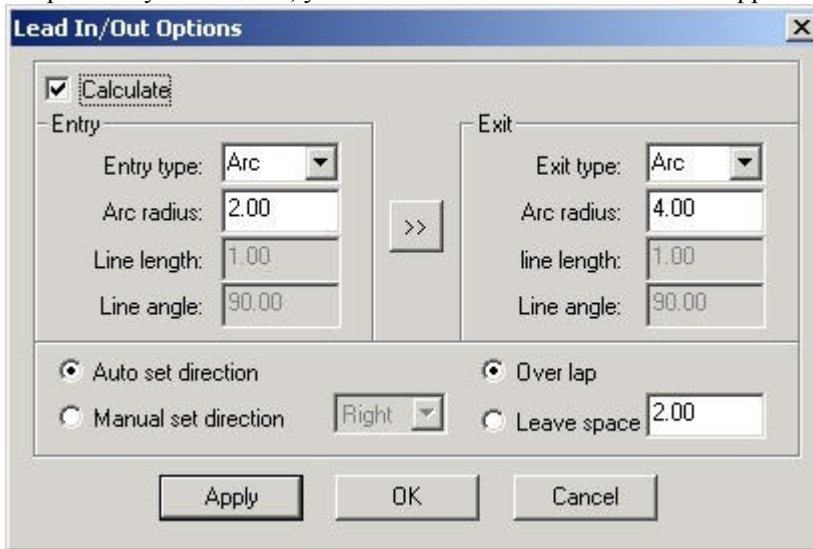 Lead In/Out Options
Calculate
Entry
Exit
Entry type: Arc
Exit type: Arc
Arc radius: 2.00
>>
Arc radius: 4.00
Line length: 1.00
line length: 1.00
Line angle: 90.00
Line angle: 90.00
Auto set direction
Over lap
Manual set direction Right
Leave space 2.00
Apply OK Cancel